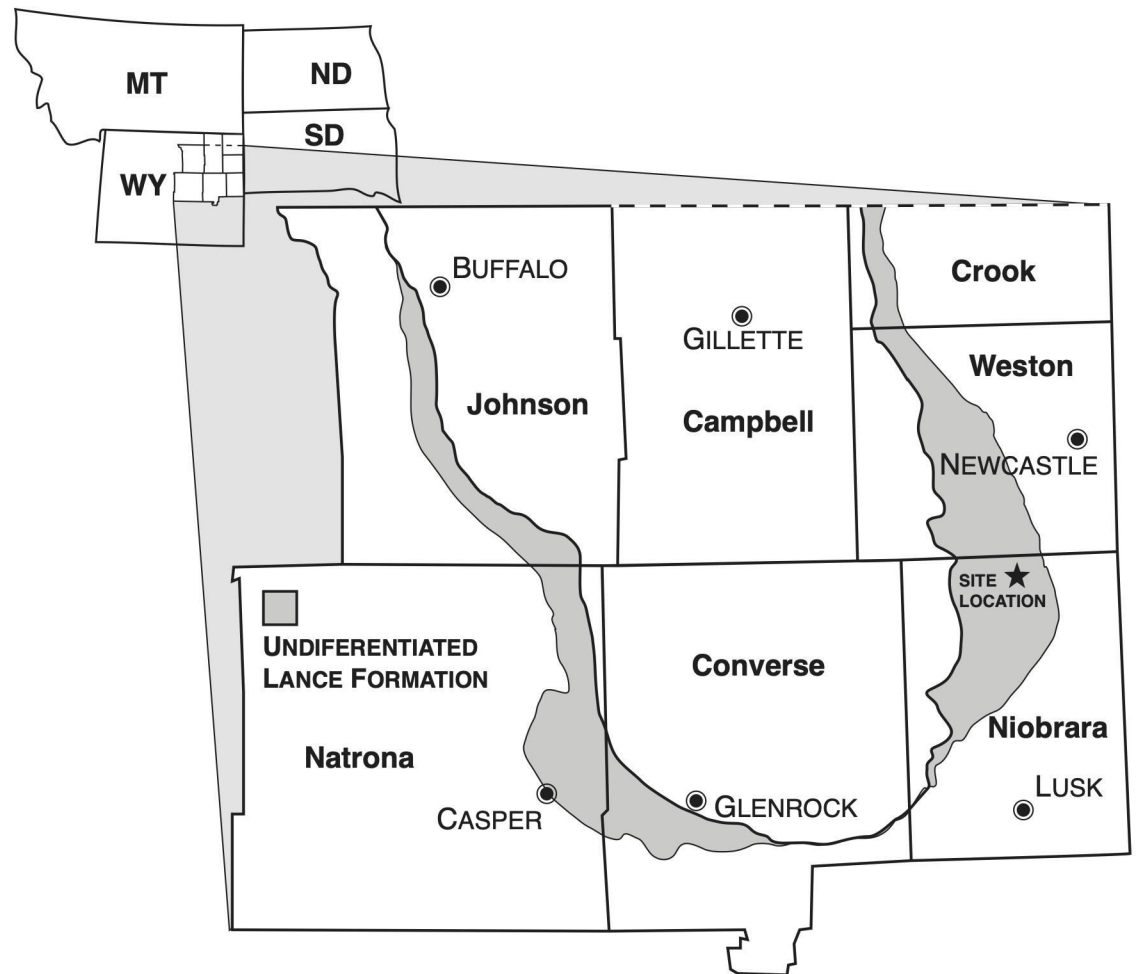 MT
ND
SD
WY
BUFFALO
Crook
GILLETTE
Weston
Johnson
Campbell
NEWCASTLE
SITE
LOCATION
UNDIFERENTIATED
LANCE FORMATION
Converse
Niobrara
Natrona
LUSK
CASPER
GLENROCK